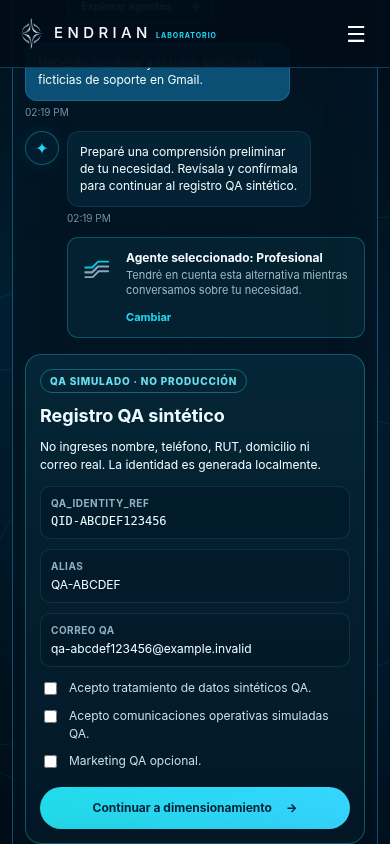 Explorar agentes →
ENDRIAN LABORATORIO
ficticias de soporte en Gmail.
02:19 PM
Preparé una comprensión preliminar
de tu necesidad. Revísala y confírmala
para continuar al registro QA sintético.
02:19 PM
Agente seleccionado: Profesional
Tendré en cuenta esta alternativa mientras
conversamos sobre tu necesidad.
Cambiar
QA SIMULADO · NO PRODUCCIÓN
Registro QA sintético
No ingreses nombre, teléfono, RUT, domicilio ni
correo real. La identidad es generada localmente.
QA_IDENTITY_REF
QID-ABCDEF123456
ALIAS
QA-ABCDEF
CORREO QA
qa-abcdef123456@example.invalid
Acepto tratamiento de datos sintéticos QA.
Acepto comunicaciones operativas simuladas
QA.
Marketing QA opcional.
Continuar a dimensionamiento →